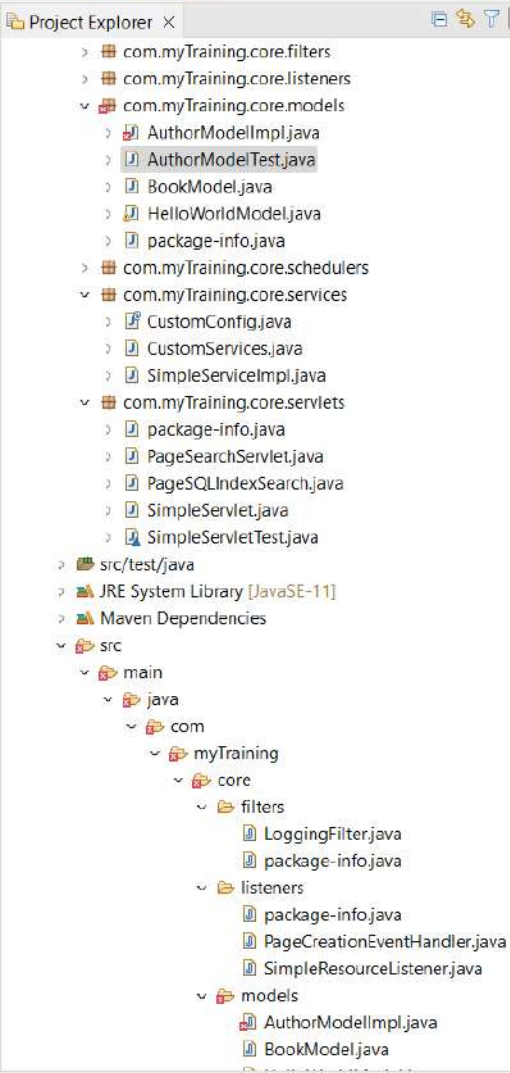 Project Explorer ×
com.myTraining.core.filters
com.myTraining.core.listeners
com.myTraining.core.models
AuthorModelImpl.java
AuthorModelTest.java
BookModel.java
HelloWorldModel.java
package-info.java
com.myTraining.core.schedulers
com.myTraining.core.services
CustomConfig.java
CustomServices.java
SimpleServiceImpl.java
com.myTraining.core.servlets
package-info.java
PageSearchServlet.java
PageSQLIndexSearch.java
SimpleServlet.java
SimpleServletTest.java
src/test/java
JRE System Library [JavaSE-11]
Maven Dependencies
src
main
java
com
myTraining
core
filters
LoggingFilter.java
package-info.java
listeners
package-info.java
PageCreationEventHandler.java
SimpleResourceListener.java
models
AuthorModelImpl.java
BookModel.java